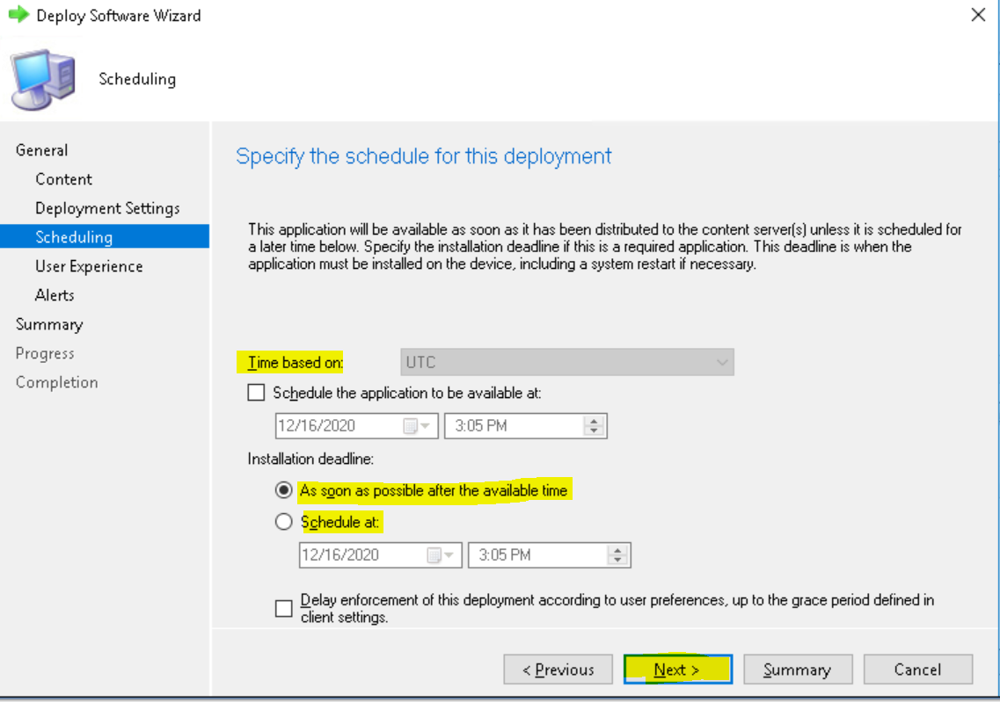 Deploy Software Wizard
Scheduling
General
Content
Deployment Settings
Scheduling
User Experience
Alerts
Summary
Progress
Completion
Specify the schedule for this deployment
This application will be available as soon as it has been distributed to the content server(s) unless it is scheduled for
a later time below. Specify the installation deadline if this is a required application. This deadline is when the
application must be installed on the device, including a system restart if necessary.
Time based on: UTC
Schedule the application to be available at:
12/16/2020 3:05 PM
Installation deadline:
As soon as possible after the available time
Schedule at:
12/16/2020 3:05 PM
Delay enforcement of this deployment according to user preferences, up to the grace period defined in
client settings.
< Previous Next > Summary Cancel